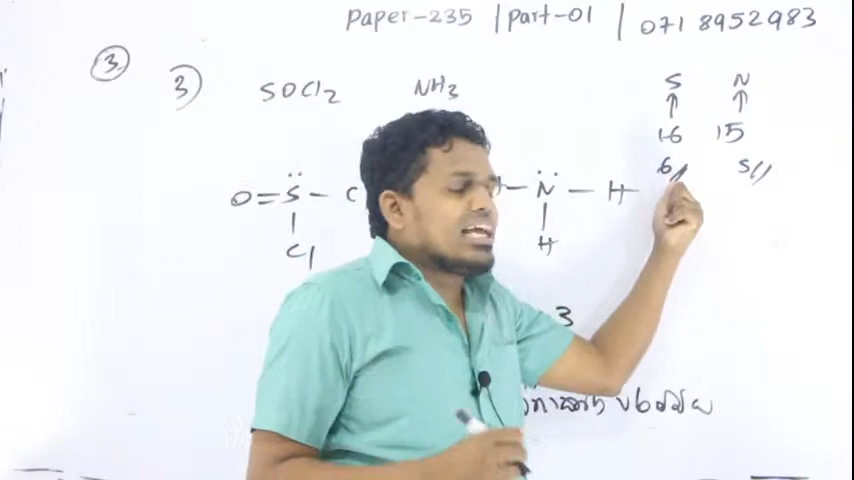 Paper-235 | Part-01 | 071 8952983
3
3) SOCl2 NH3 S N
↑ ↑
16 15
6// 5//
O=S̈-C -N̈-H
Cl H
3